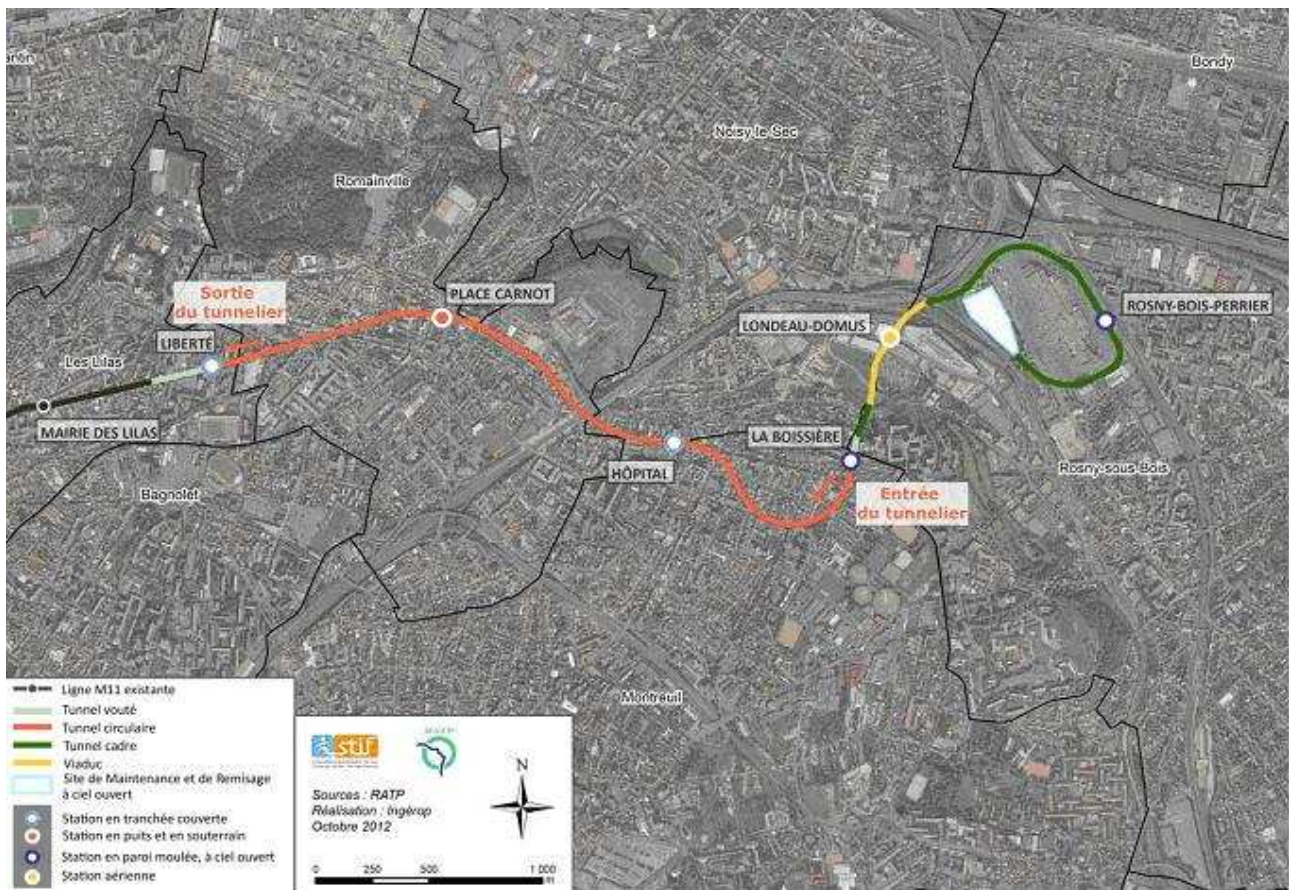 Bondy
Noisy-le-Sec
Romainville
Sortie
du tunnelier
PLACE CARNOT
ROSNY-BOIS-PERRIER
LONDEAU-DOMUS
LIBERTÉ
Les Lilas
MAIRIE DES LILAS
LA BOISSIÈRE
HÔPITAL
Rosny-sous-Bois
Bagnolet
Entrée
du tunnelier
Montreuil
Ligne M11 existante
Tunnel vouté
Tunnel circulaire
Tunnel cadre
Viaduc
Site de Maintenance et de Remisage
à ciel ouvert
Station en tranchée couverte
Station en puits et en souterrain
Station en paroi moulée, à ciel ouvert
Station aérienne
stif
RATP
N
Sources : RATP
Réalisation : Ingérop
Octobre 2012
0 250 500 1 000
m